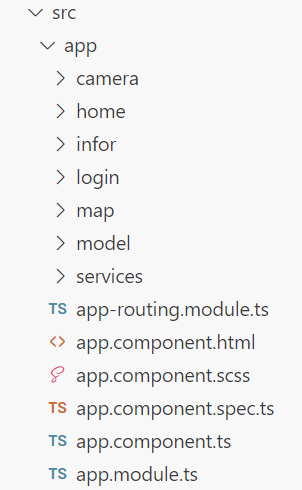 src
app
camera
home
infor
login
map
model
services
TS app-routing.module.ts
<> app.component.html
app.component.scss
TS app.component.spec.ts
TS app.component.ts
TS app.module.ts